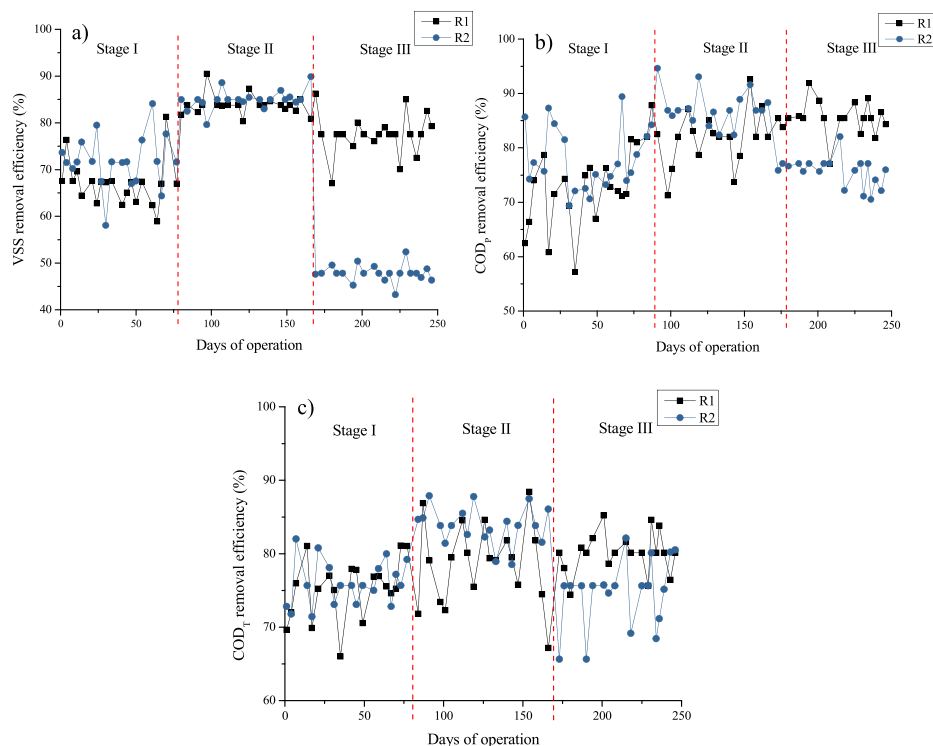 a)
R1
R2
Stage I
Stage II
Stage III
VSS removal efficiency (%)
100
90
80
70
60
50
40
0
50
100
150
200
250
Days of operation
b)
R1
R2
Stage I
Stage II
Stage III
COD_P removal efficiency (%)
100
90
80
70
60
50
0
50
100
150
200
250
Days of operation
c)
R1
R2
Stage I
Stage II
Stage III
COD_T removal efficiency (%)
100
90
80
70
60
0
50
100
150
200
250
Days of operation